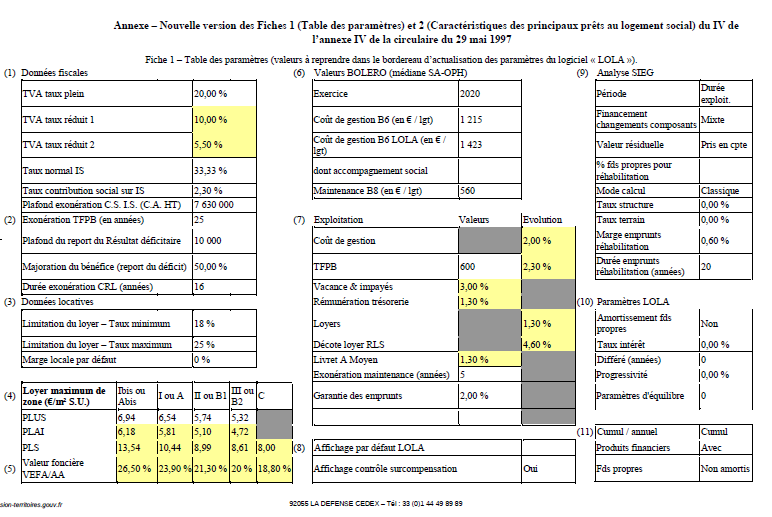 Annexe – Nouvelle version des Fiches 1 (Table des paramètres) et 2 (Caractéristiques des principaux prêts au logement social) du IV de
l’annexe IV de la circulaire du 29 mai 1997
Fiche 1 – Table des paramètres (valeurs à reprendre dans le bordereau d’actualisation des paramètres du logiciel « LOLA »).
(1) Données fiscales
TVA taux plein 20,00 %
TVA taux réduit 1 10,00 %
TVA taux réduit 2 5,50 %
Taux normal IS 33,33 %
Taux contribution social sur IS 2,30 %
Plafond exonération C.S. I.S. (C.A. HT) 7 630 000
(2) Exonération TFPB (en années) 25
Plafond du report du Résultat déficitaire 10 000
Majoration du bénéfice (report du déficit) 50,00 %
Durée exonération CRL (années) 16
(3) Données locatives
Limitation du loyer – Taux minimum 18 %
Limitation du loyer – Taux maximum 25 %
Marge locale par défaut 0 %
(4) Loyer maximum de zone (€/m² S.U.) Ibis ou Abis I ou A II ou B1 III ou B2 C
PLUS 6,94 6,54 5,74 5,32
PLAI 6,18 5,81 5,10 4,72
PLS 13,54 10,44 8,99 8,61 8,00
(5) Valeur foncière VEFA/AA 26,50 % 23,90 % 21,30 % 20 % 18,80 %
(6) Valeurs BOLERO (médiane SA-OPH)
Exercice 2020
Coût de gestion B6 (en € / lgt) 1 215
Coût de gestion B6 LOLA (en € / lgt) 1 423
dont accompagnement social
Maintenance B8 (en € / lgt) 560
(7) Exploitation Valeurs Evolution
Coût de gestion 2,00 %
TFPB 600 2,30 %
Vacance & impayés 3,00 %
Rémunération trésorerie 1,30 %
Loyers 1,30 %
Décote loyer RLS 4,60 %
Livret A Moyen 1,30 %
Exonération maintenance (années) 5
Garantie des emprunts 2,00 %
(8) Affichage par défaut LOLA
Affichage contrôle surcompensation Oui
(9) Analyse SIEG
Période Durée exploit.
Financement changements composants Mixte
Valeur résiduelle Pris en cpte
% fds propres pour réhabilitation
Mode calcul Classique
Taux structure 0,00 %
Taux terrain 0,00 %
Marge emprunts réhabilitation 0,60 %
Durée emprunts réhabilitation (années) 20
(10) Paramètres LOLA
Amortissement fds propres Non
Taux intérêt 0,00 %
Différé (années) 0
Progressivité 0,00 %
Paramètres d'équilibre 0
(11) Cumul / annuel Cumul
Produits financiers Avec
Fds propres Non amortis
sion-territoires.gouv.fr
92055 LA DEFENSE CEDEX – Tél : 33 (0)1 44 49 89 89